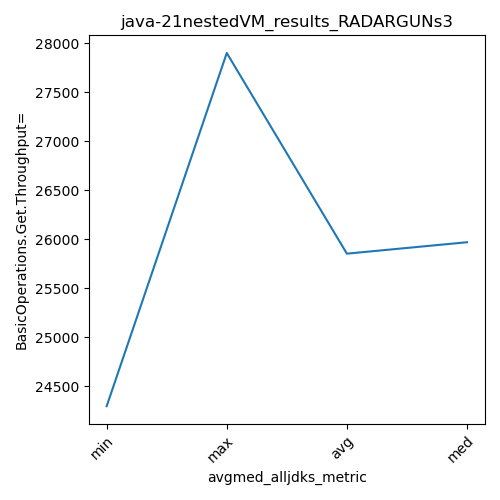 java-21nestedVM_results_RADARGUNs3
BasicOperations.Get.Throughput=
28000
27500
27000
26500
26000
25500
25000
24500
min
max
avg
med
avgmed_alljdks_metric